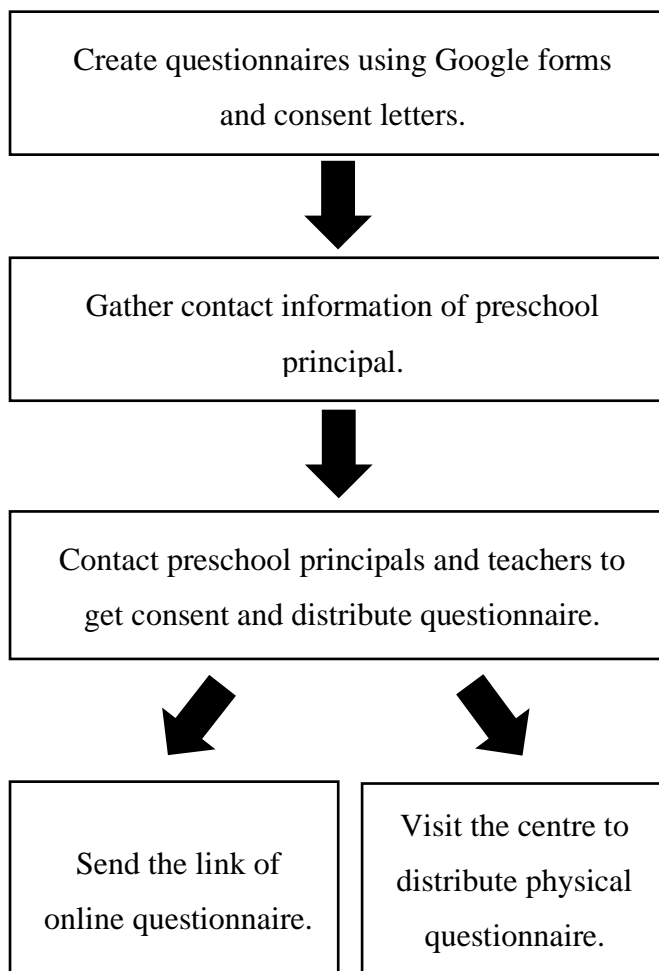 Create questionnaires using Google forms
and consent letters.
Gather contact information of preschool
principal.
Contact preschool principals and teachers to
get consent and distribute questionnaire.
Send the link of
online questionnaire.
Visit the centre to
distribute physical
questionnaire.